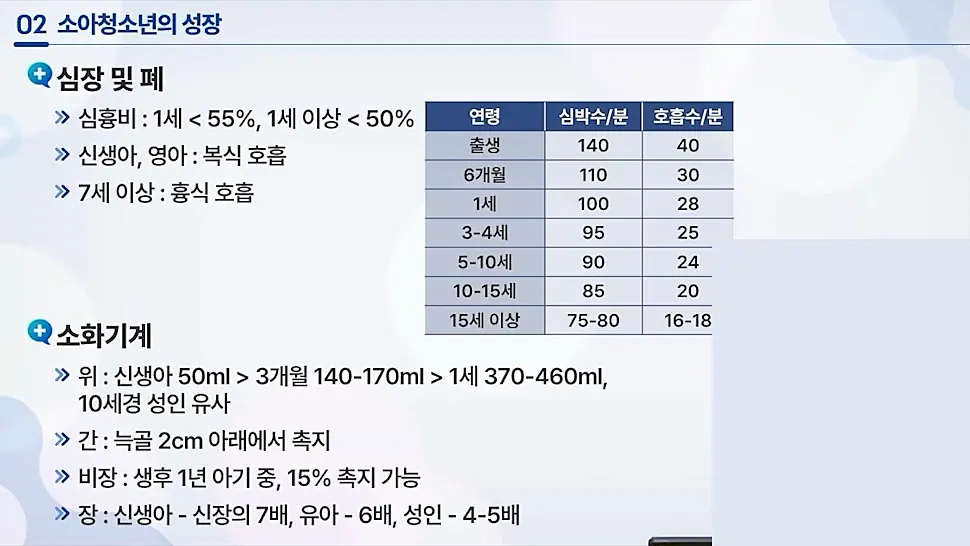 02 소아청소년의 성장
심장 및 폐
심흉비 : 1세 < 55%, 1세 이상 < 50%
신생아, 영아 : 복식 호흡
7세 이상 : 흉식 호흡
연령 심박수/분 호흡수/분
출생 140 40
6개월 110 30
1세 100 28
3-4세 95 25
5-10세 90 24
10-15세 85 20
15세 이상 75-80 16-18
소화기계
위 : 신생아 50ml > 3개월 140-170ml > 1세 370-460ml,
10세경 성인 유사
간 : 늑골 2cm 아래에서 촉지
비장 : 생후 1년 아기 중, 15% 촉지 가능
장 : 신생아 - 신장의 7배, 유아 - 6배, 성인 - 4-5배